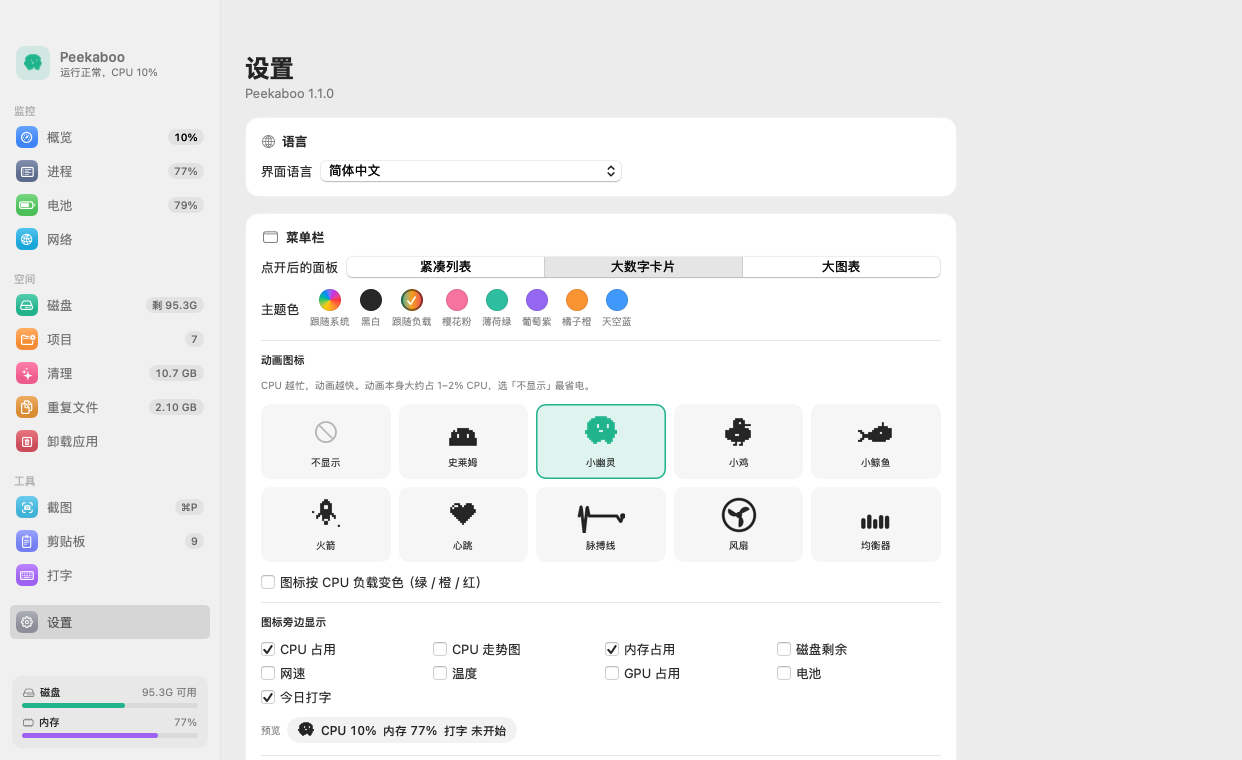 Peekaboo
运行正常，CPU 10%
监控
概览 10%
进程 77%
电池 79%
网络
空间
磁盘 剩 95.3G
项目 7
清理 10.7 GB
重复文件 2.10 GB
卸载应用
工具
截图 ⌘P
剪贴板 9
打字
设置
磁盘 95.3G 可用
内存 77%
设置
Peekaboo 1.1.0
语言
界面语言 简体中文
菜单栏
点开后的面板 紧凑列表 大数字卡片 大图表
主题色 跟随系统 黑白 跟随负载 樱花粉 薄荷绿 葡萄紫 橘子橙 天空蓝
动画图标
CPU 越忙，动画越快。动画本身大约占 1–2% CPU，选「不显示」最省电。
不显示 史莱姆 小幽灵 小鸡 小鲸鱼
火箭 心跳 脉搏线 风扇 均衡器
图标按 CPU 负载变色（绿 / 橙 / 红）
图标旁边显示
CPU 占用 CPU 走势图 内存占用 磁盘剩余
网速 温度 GPU 占用 电池
今日打字
预览 CPU 10% 内存 77% 打字 未开始